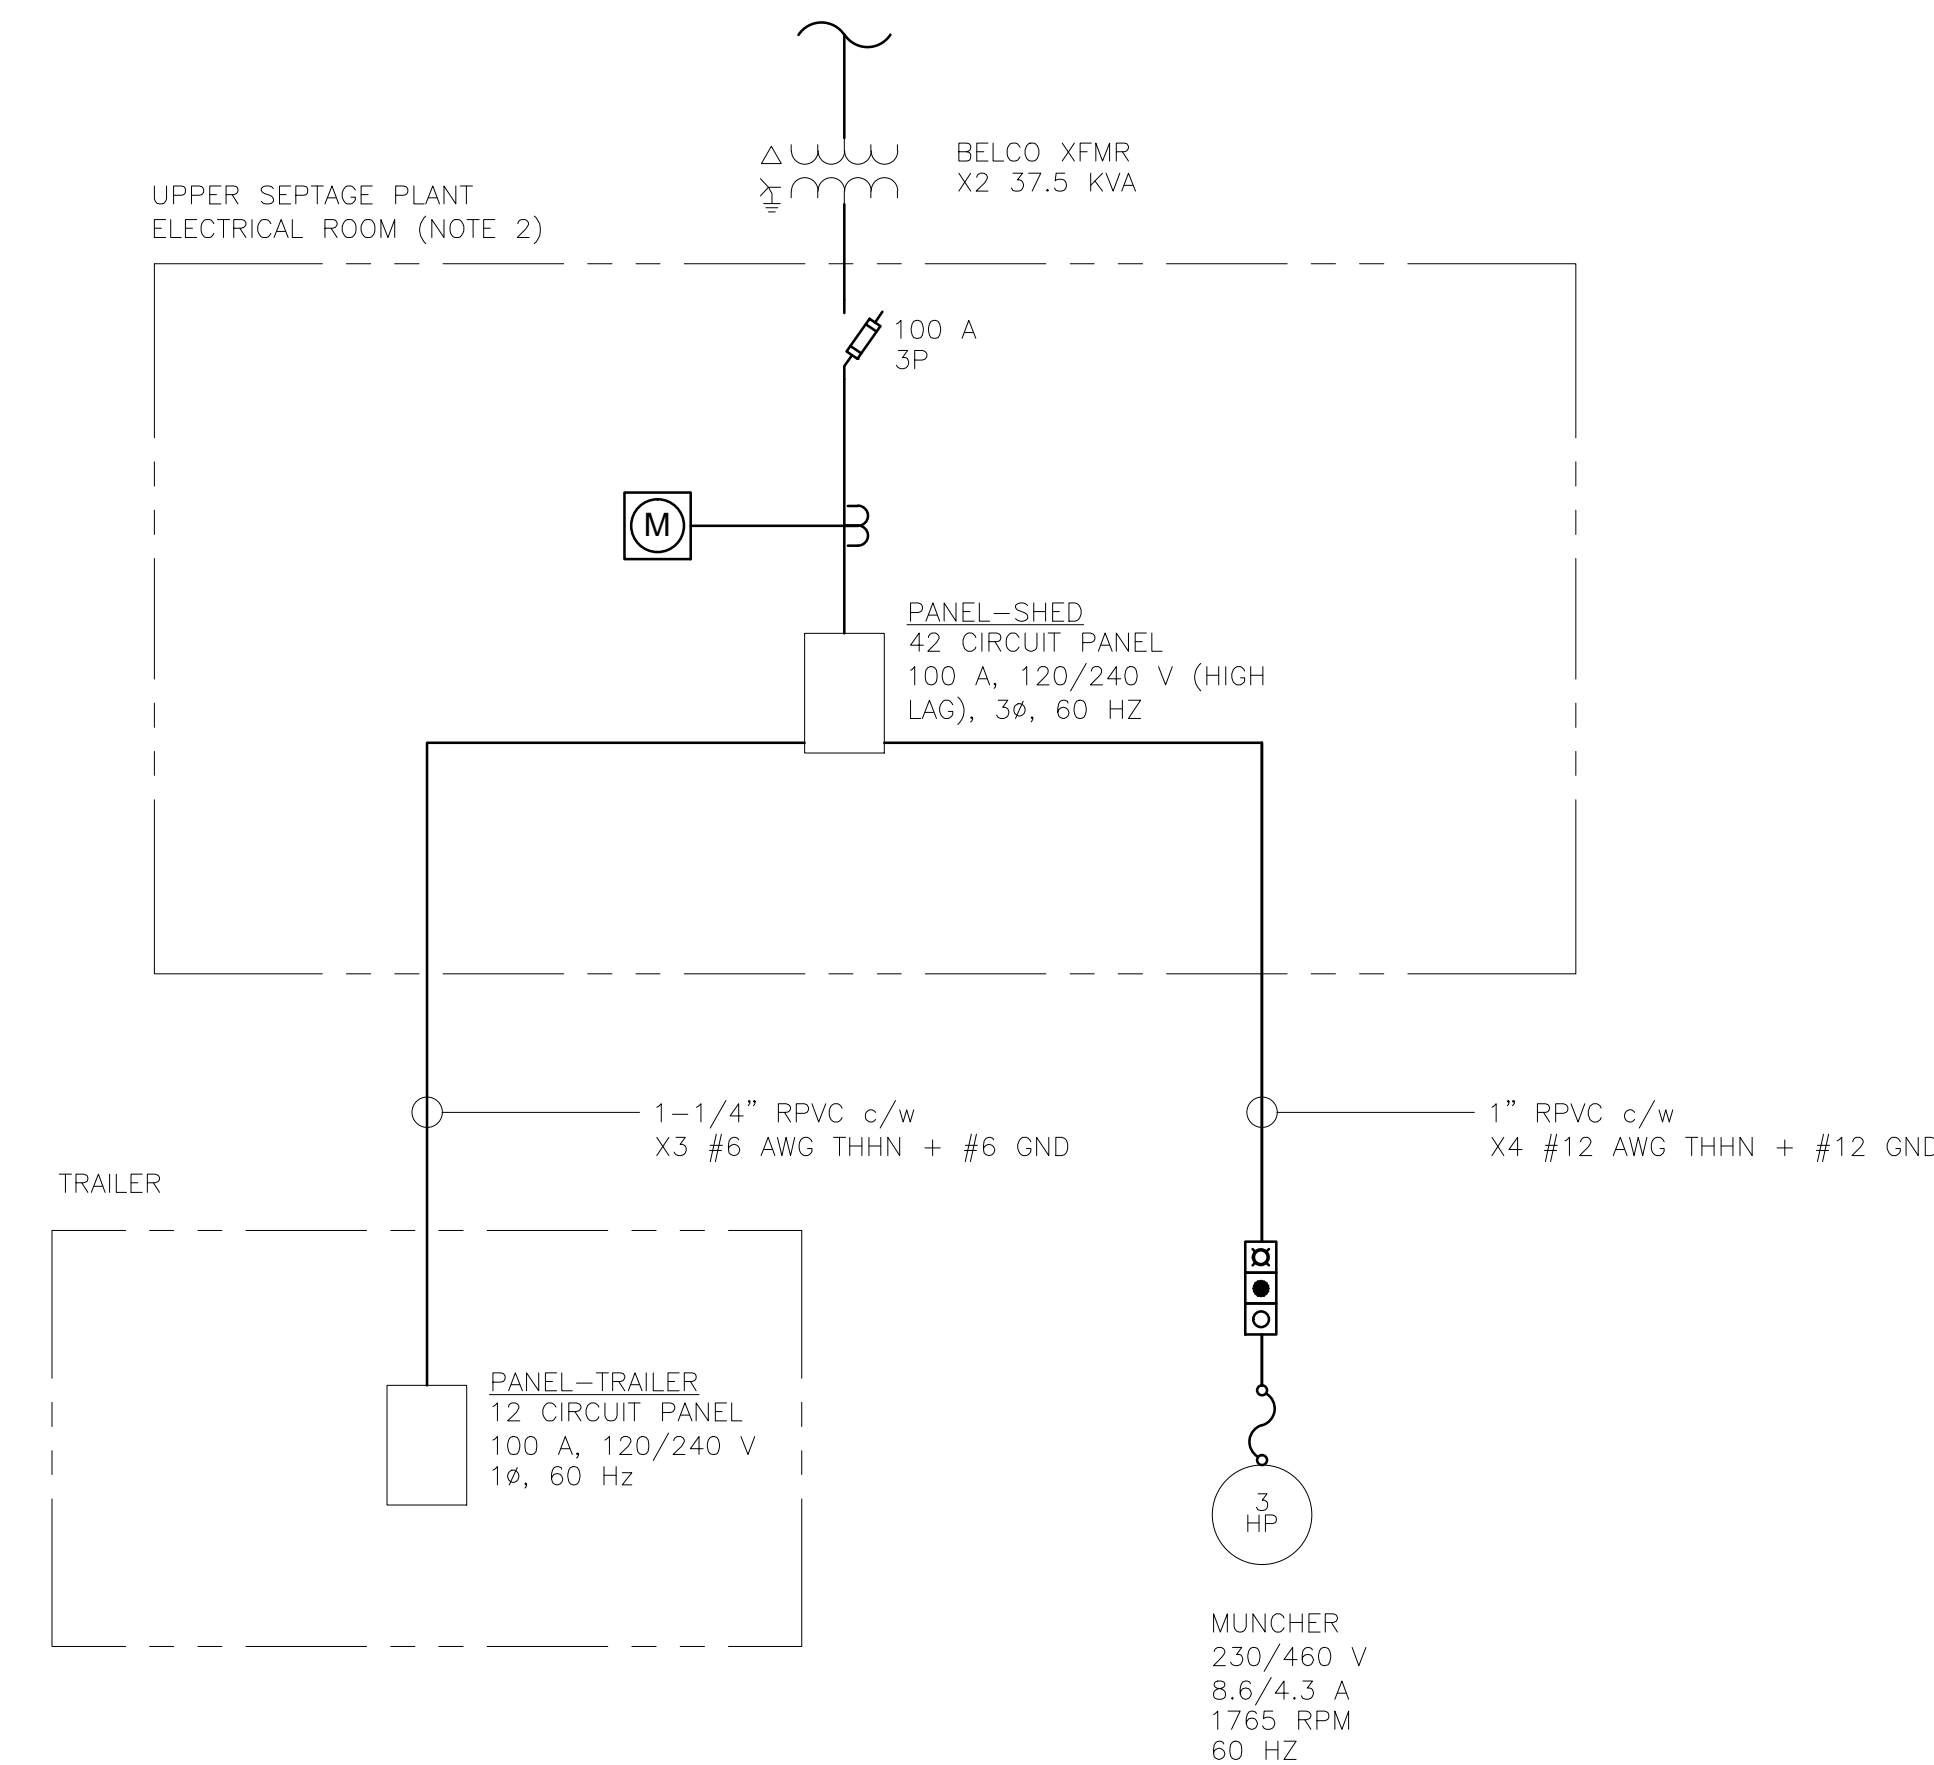 BELCO XFMR
X2 37.5 KVA
UPPER SEPTAGE PLANT
ELECTRICAL ROOM (NOTE 2)
100 A
3P
M
PANEL-SHED
42 CIRCUIT PANEL
100 A, 120/240 V (HIGH
LAG), 3ø, 60 HZ
1-1/4” RPVC c/w
X3 #6 AWG THHN + #6 GND
1” RPVC c/w
X4 #12 AWG THHN + #12 GND
TRAILER
PANEL-TRAILER
12 CIRCUIT PANEL
100 A, 120/240 V
1ø, 60 Hz
3
HP
MUNCHER
230/460 V
8.6/4.3 A
1765 RPM
60 HZ